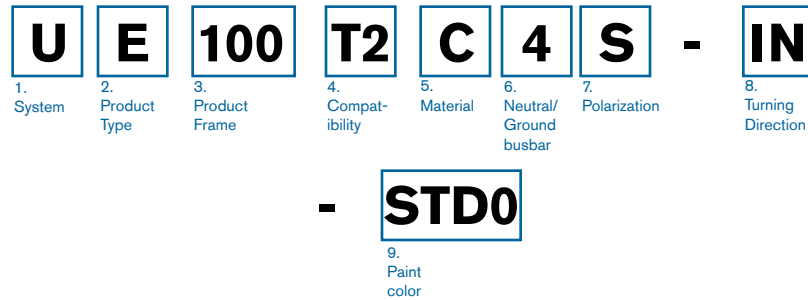 U E 100 T2 C 4 S - IN
1. 2. 3. 4. 5. 6. 7. 8.
System Product Product Compat- Material Neutral/ Polarization Turning
Type Frame ibility Ground Direction
busbar
- STD0
9.
Paint
color